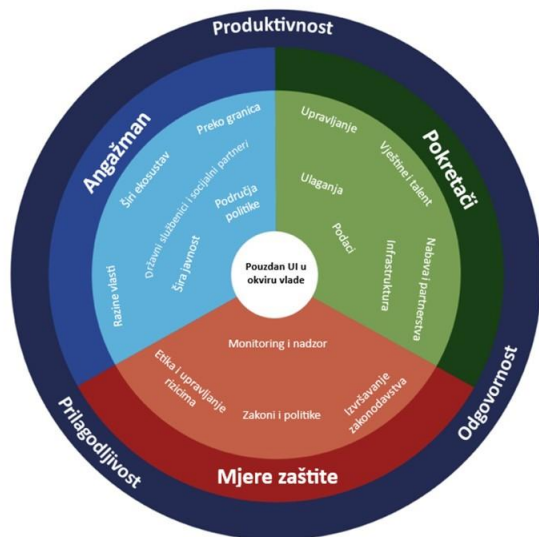 Produktivnost
Angažman
Pokretači
Preko granica
Širi ekosustav
Državni službenici i socijalni partneri
Područja
politike
Šira javnost
Razine vlasti
Upravljanje
Vještine i talent
Ulaganja
Podaci
Infrastruktura
Nabava i partnerstva
Pouzdan UI u
okviru vlade
Monitoring i nadzor
Etika i upravljanje
rizicima
Zakoni i politike
Izvršavanje
zakonodavstva
Mjere zaštite
Prilagodljivost
Odgovornost